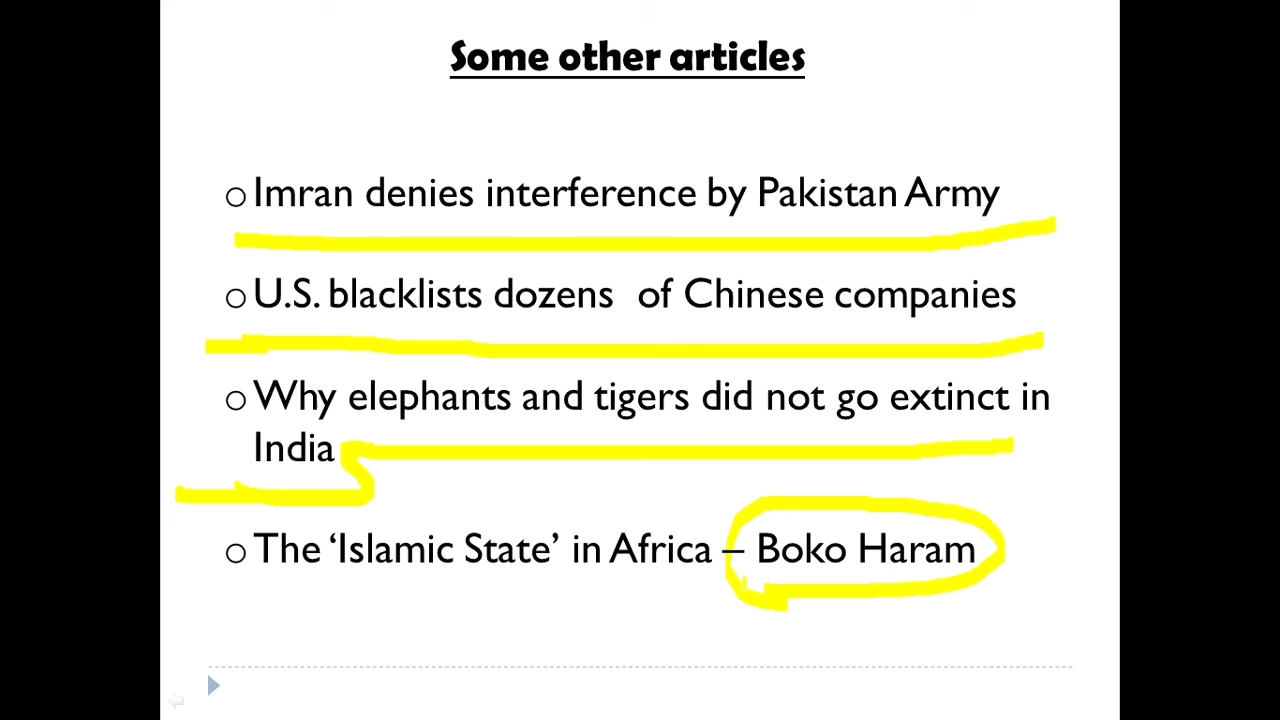 Some other articles
Imran denies interference by Pakistan Army
U.S. blacklists dozens of Chinese companies
Why elephants and tigers did not go extinct in
India
The ‘Islamic State’ in Africa – Boko Haram